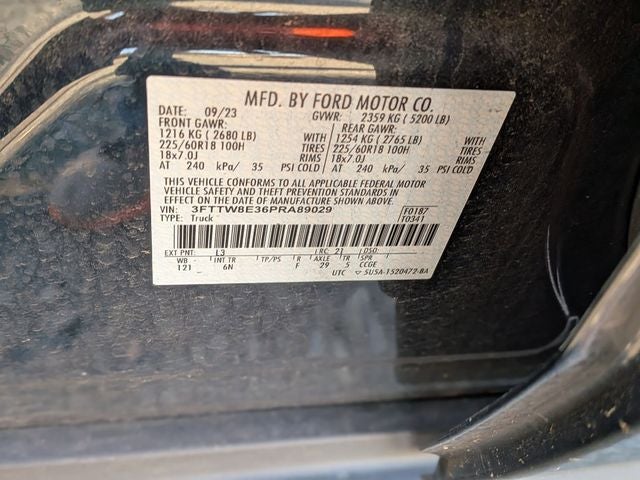 MFD. BY FORD MOTOR CO.
DATE: 09/23 GVWR: 2359 KG ( 5200 LB)
FRONT GAWR: REAR GAWR:
1216 KG ( 2680 LB) WITH 1254 KG ( 2765 LB) WITH
225/60R18 100H TIRES 225/60R18 100H TIRES
18x7.0J RIMS 18x7.0J RIMS
AT 240 kPa/ 35 PSI COLD AT 240 kPa/ 35 PSI COLD
THIS VEHICLE CONFORMS TO ALL APPLICABLE FEDERAL MOTOR
VEHICLE SAFETY AND THEFT PREVENTION STANDARDS IN
EFFECT ON THE DATE OF MANUFACTURE SHOWN ABOVE.
VIN: 3FTTW8E36PRA89029 F0187
TYPE: Truck T0341
EXT PNT: L3 RC: 21 DSO:
WB INT TR TP/PS R AXLE TR SPR
121 6N F 29 5 CCGE
UTC 5U5A-1520472-BA